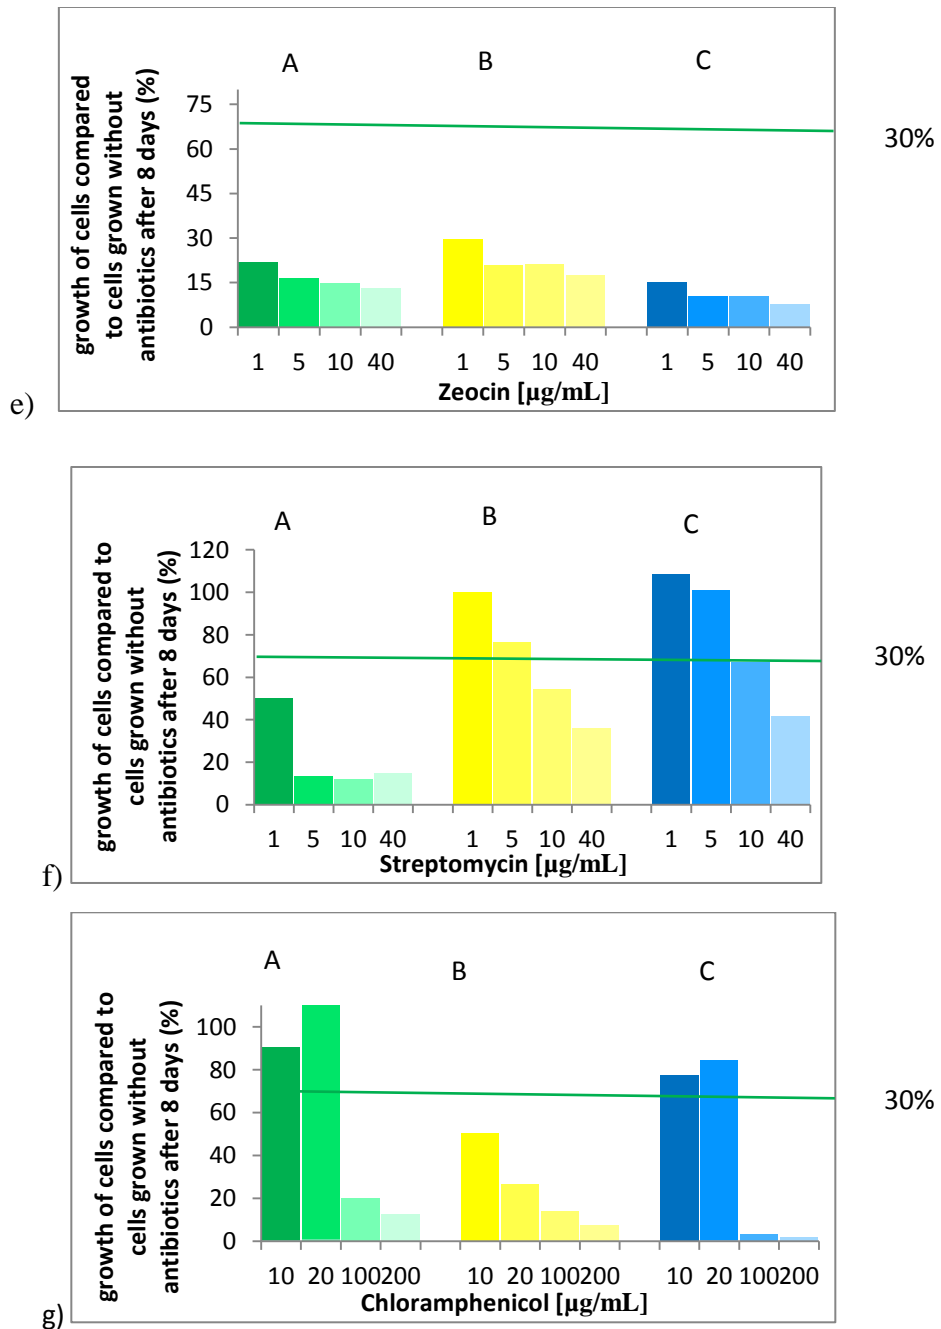 A B C
growth of cells compared
to cells grown without
antibiotics after 8 days (%)
75
60
45
30
15
0
30%
1 5 10 40 1 5 10 40 1 5 10 40
Zeocin [µg/mL]
e)
A B C
growth of cells compared to
cells grown without
antibiotics after 8 days (%)
120
100
80
60
40
20
0
30%
1 5 10 40 1 5 10 40 1 5 10 40
Streptomycin [µg/mL]
f)
A B C
growth of cells compared to
cells grown without
antibiotics after 8 days (%)
100
80
60
40
20
0
30%
10 20 100200 10 20 100200 10 20 100200
Chloramphenicol [µg/mL]
g)